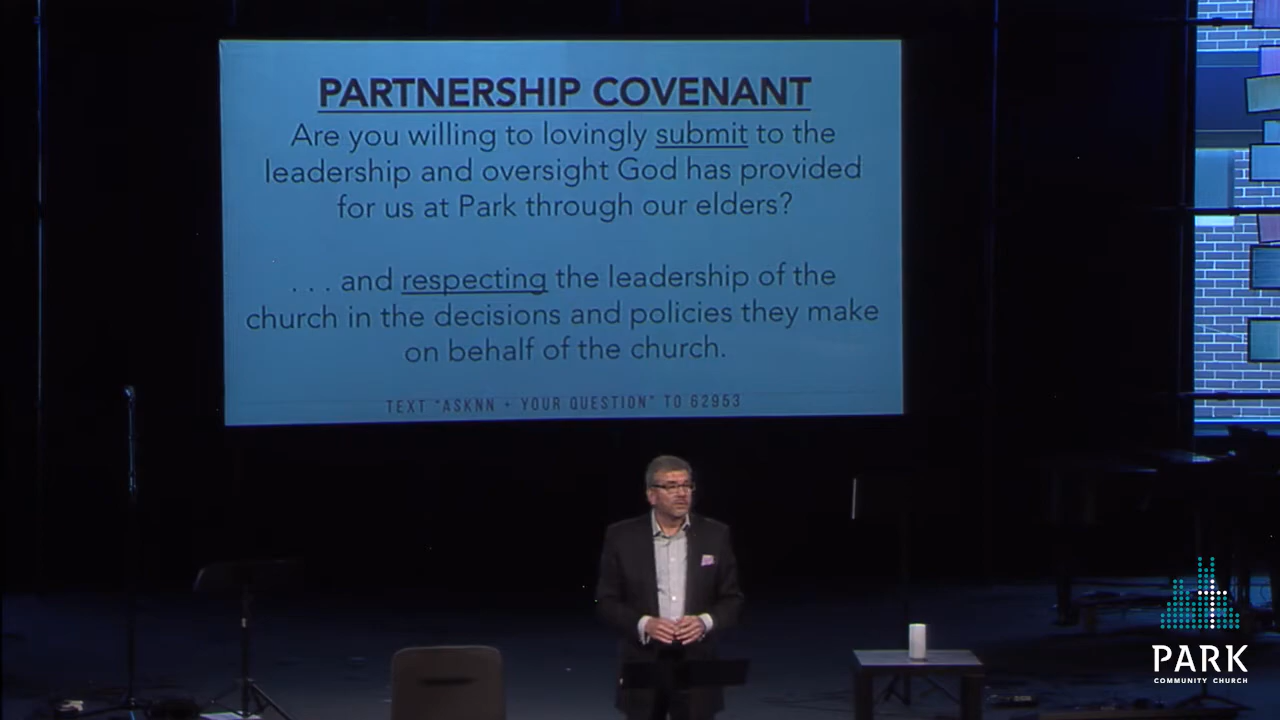 PARTNERSHIP COVENANT
Are you willing to lovingly submit to the
leadership and oversight God has provided
for us at Park through our elders?
. . . and respecting the leadership of the
church in the decisions and policies they make
on behalf of the church.
TEXT "ASKNN + YOUR QUESTION" TO 62953
PARK
COMMUNITY CHURCH